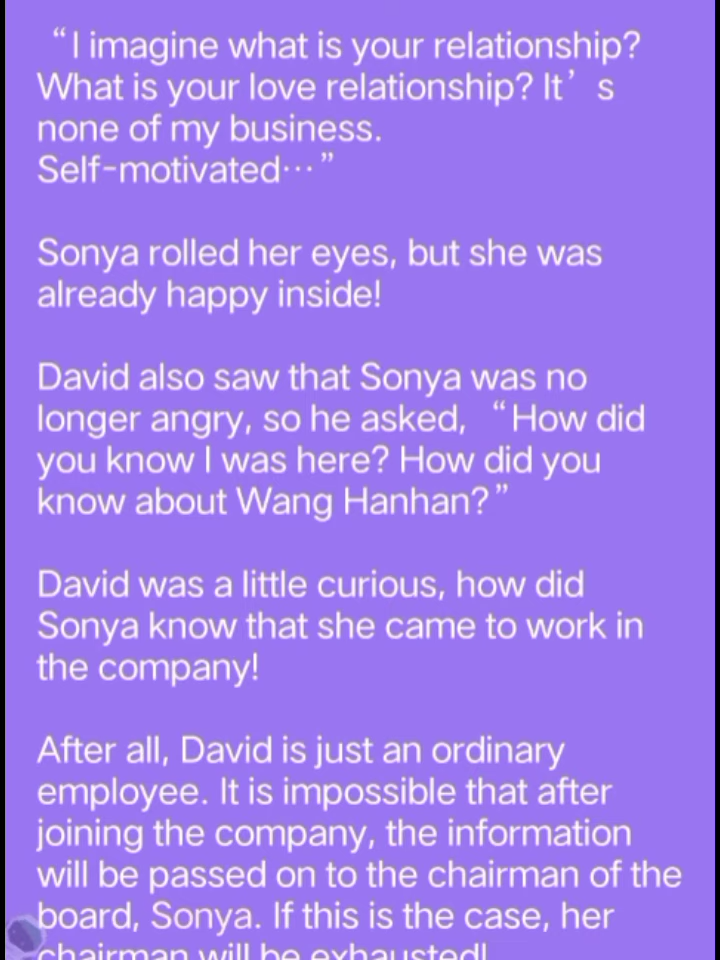 “I imagine what is your relationship?
What is your love relationship? It’s
none of my business.
Self-motivated…”
Sonya rolled her eyes, but she was
already happy inside!
David also saw that Sonya was no
longer angry, so he asked, “How did
you know I was here? How did you
know about Wang Hanhan?”
David was a little curious, how did
Sonya know that she came to work in
the company!
After all, David is just an ordinary
employee. It is impossible that after
joining the company, the information
will be passed on to the chairman of the
board, Sonya. If this is the case, her
chairman will be exhausted!